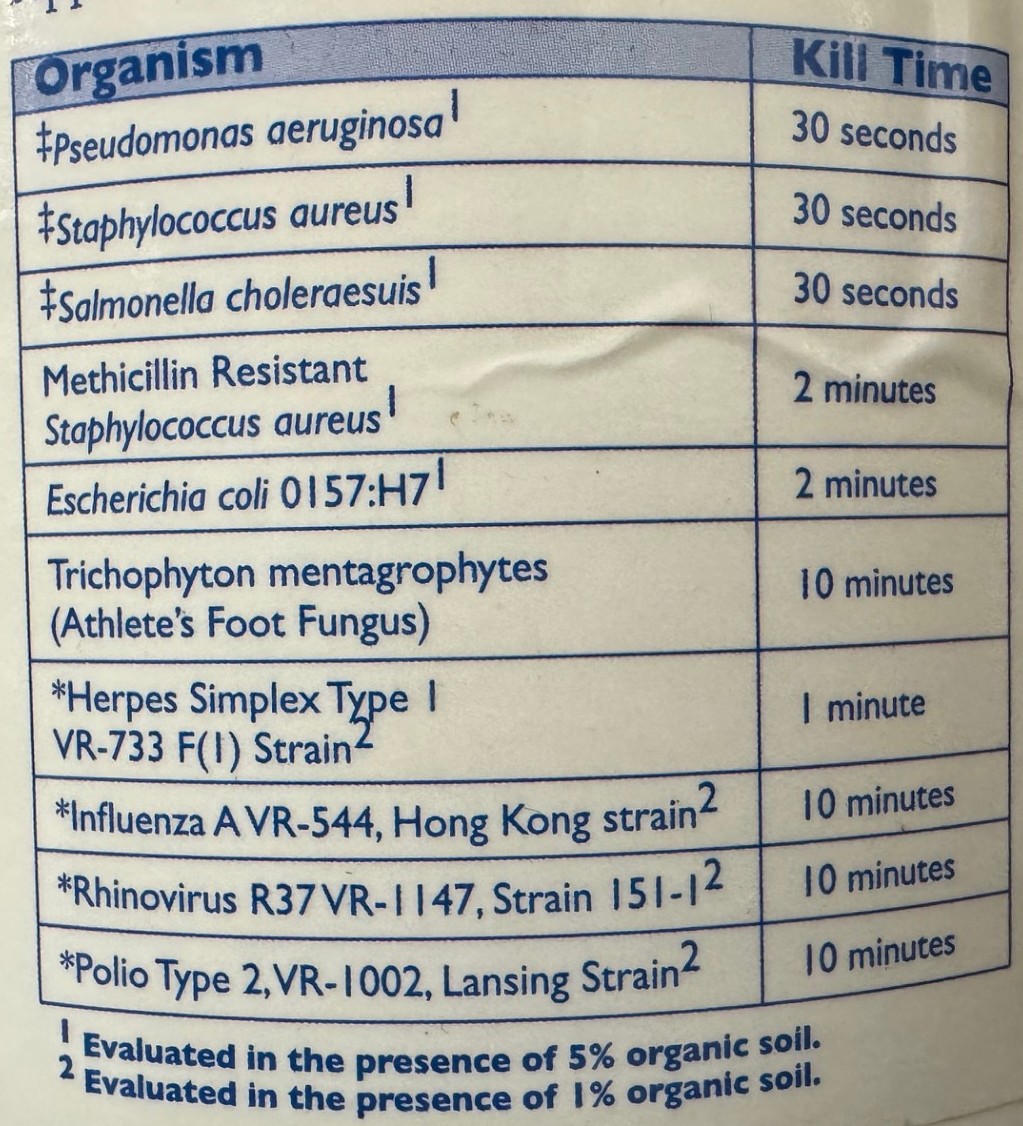 Organism Kill Time
‡Pseudomonas aeruginosa1 30 seconds
‡Staphylococcus aureus1 30 seconds
‡Salmonella choleraesuis1 30 seconds
Methicillin Resistant
Staphylococcus aureus1 2 minutes
Escherichia coli 0157:H71 2 minutes
Trichophyton mentagrophytes
(Athlete's Foot Fungus) 10 minutes
*Herpes Simplex Type 1
VR-733 F(1) Strain2 1 minute
*Influenza A VR-544, Hong Kong strain2 10 minutes
*Rhinovirus R37 VR-1147, Strain 151-12 10 minutes
*Polio Type 2, VR-1002, Lansing Strain2 10 minutes
1 Evaluated in the presence of 5% organic soil.
2 Evaluated in the presence of 1% organic soil.